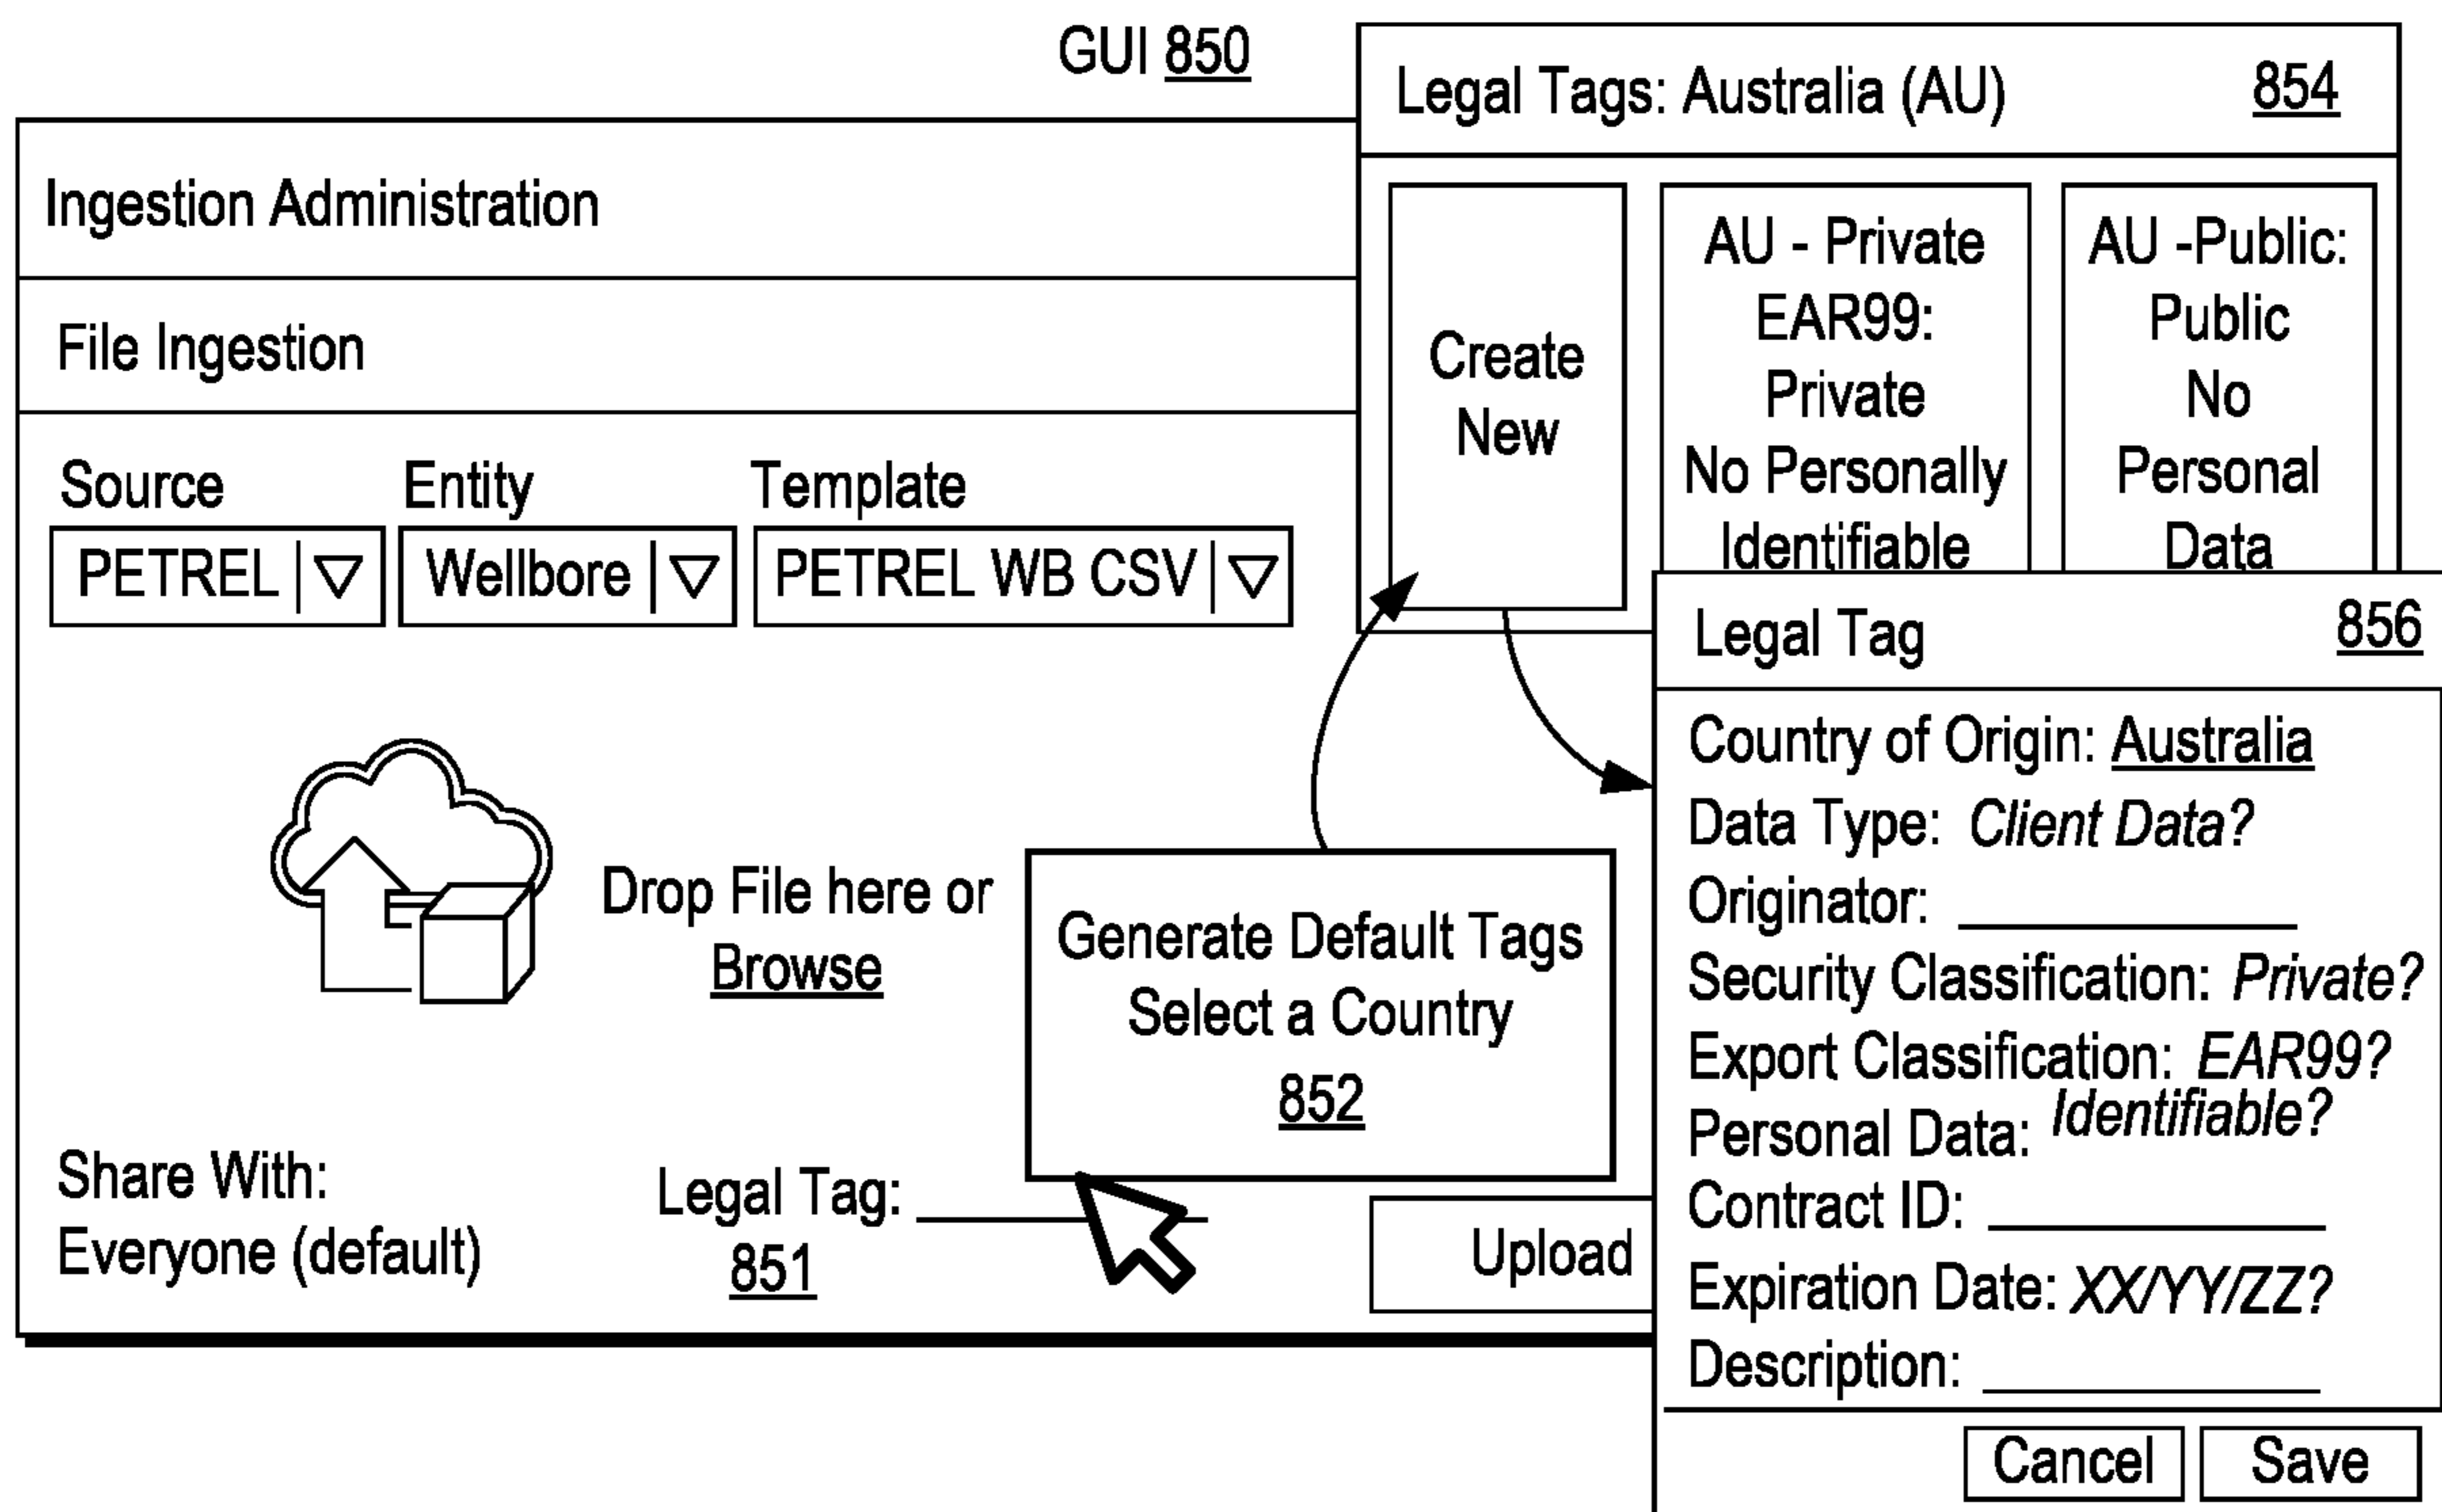 GUI 850
Ingestion Administration
File Ingestion
Source Entity Template
PETREL Wellbore PETREL WB CSV
Drop File here or
Browse
Share With:
Everyone (default)
Legal Tag:
851
Generate Default Tags
Select a Country
852
Upload
Legal Tags: Australia (AU) 854
Create
New
AU - Private
EAR99:
Private
No Personally
Identifiable
AU -Public:
Public
No
Personal
Data
Legal Tag 856
Country of Origin: Australia
Data Type: Client Data?
Originator:
Security Classification: Private?
Export Classification: EAR99?
Personal Data: Identifiable?
Contract ID:
Expiration Date: XX/YY/ZZ?
Description:
Cancel Save